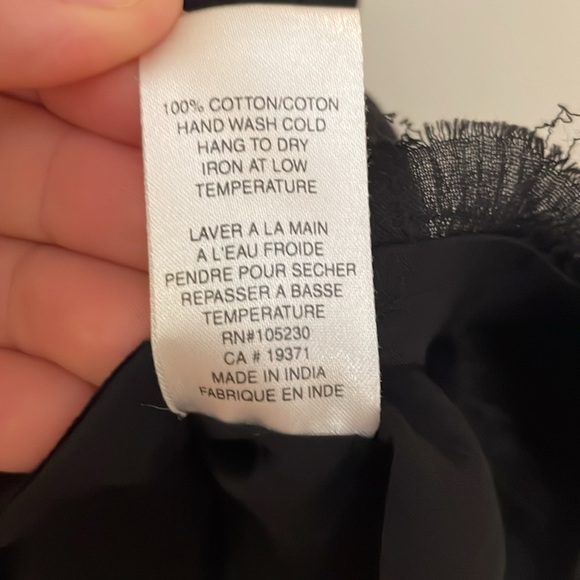 100% COTTON/COTON
HAND WASH COLD
HANG TO DRY
IRON AT LOW
TEMPERATURE
LAVER A LA MAIN
A L'EAU FROIDE
PENDRE POUR SECHER
REPASSER A BASSE
TEMPERATURE
RN#105230
CA # 19371
MADE IN INDIA
FABRIQUE EN INDE